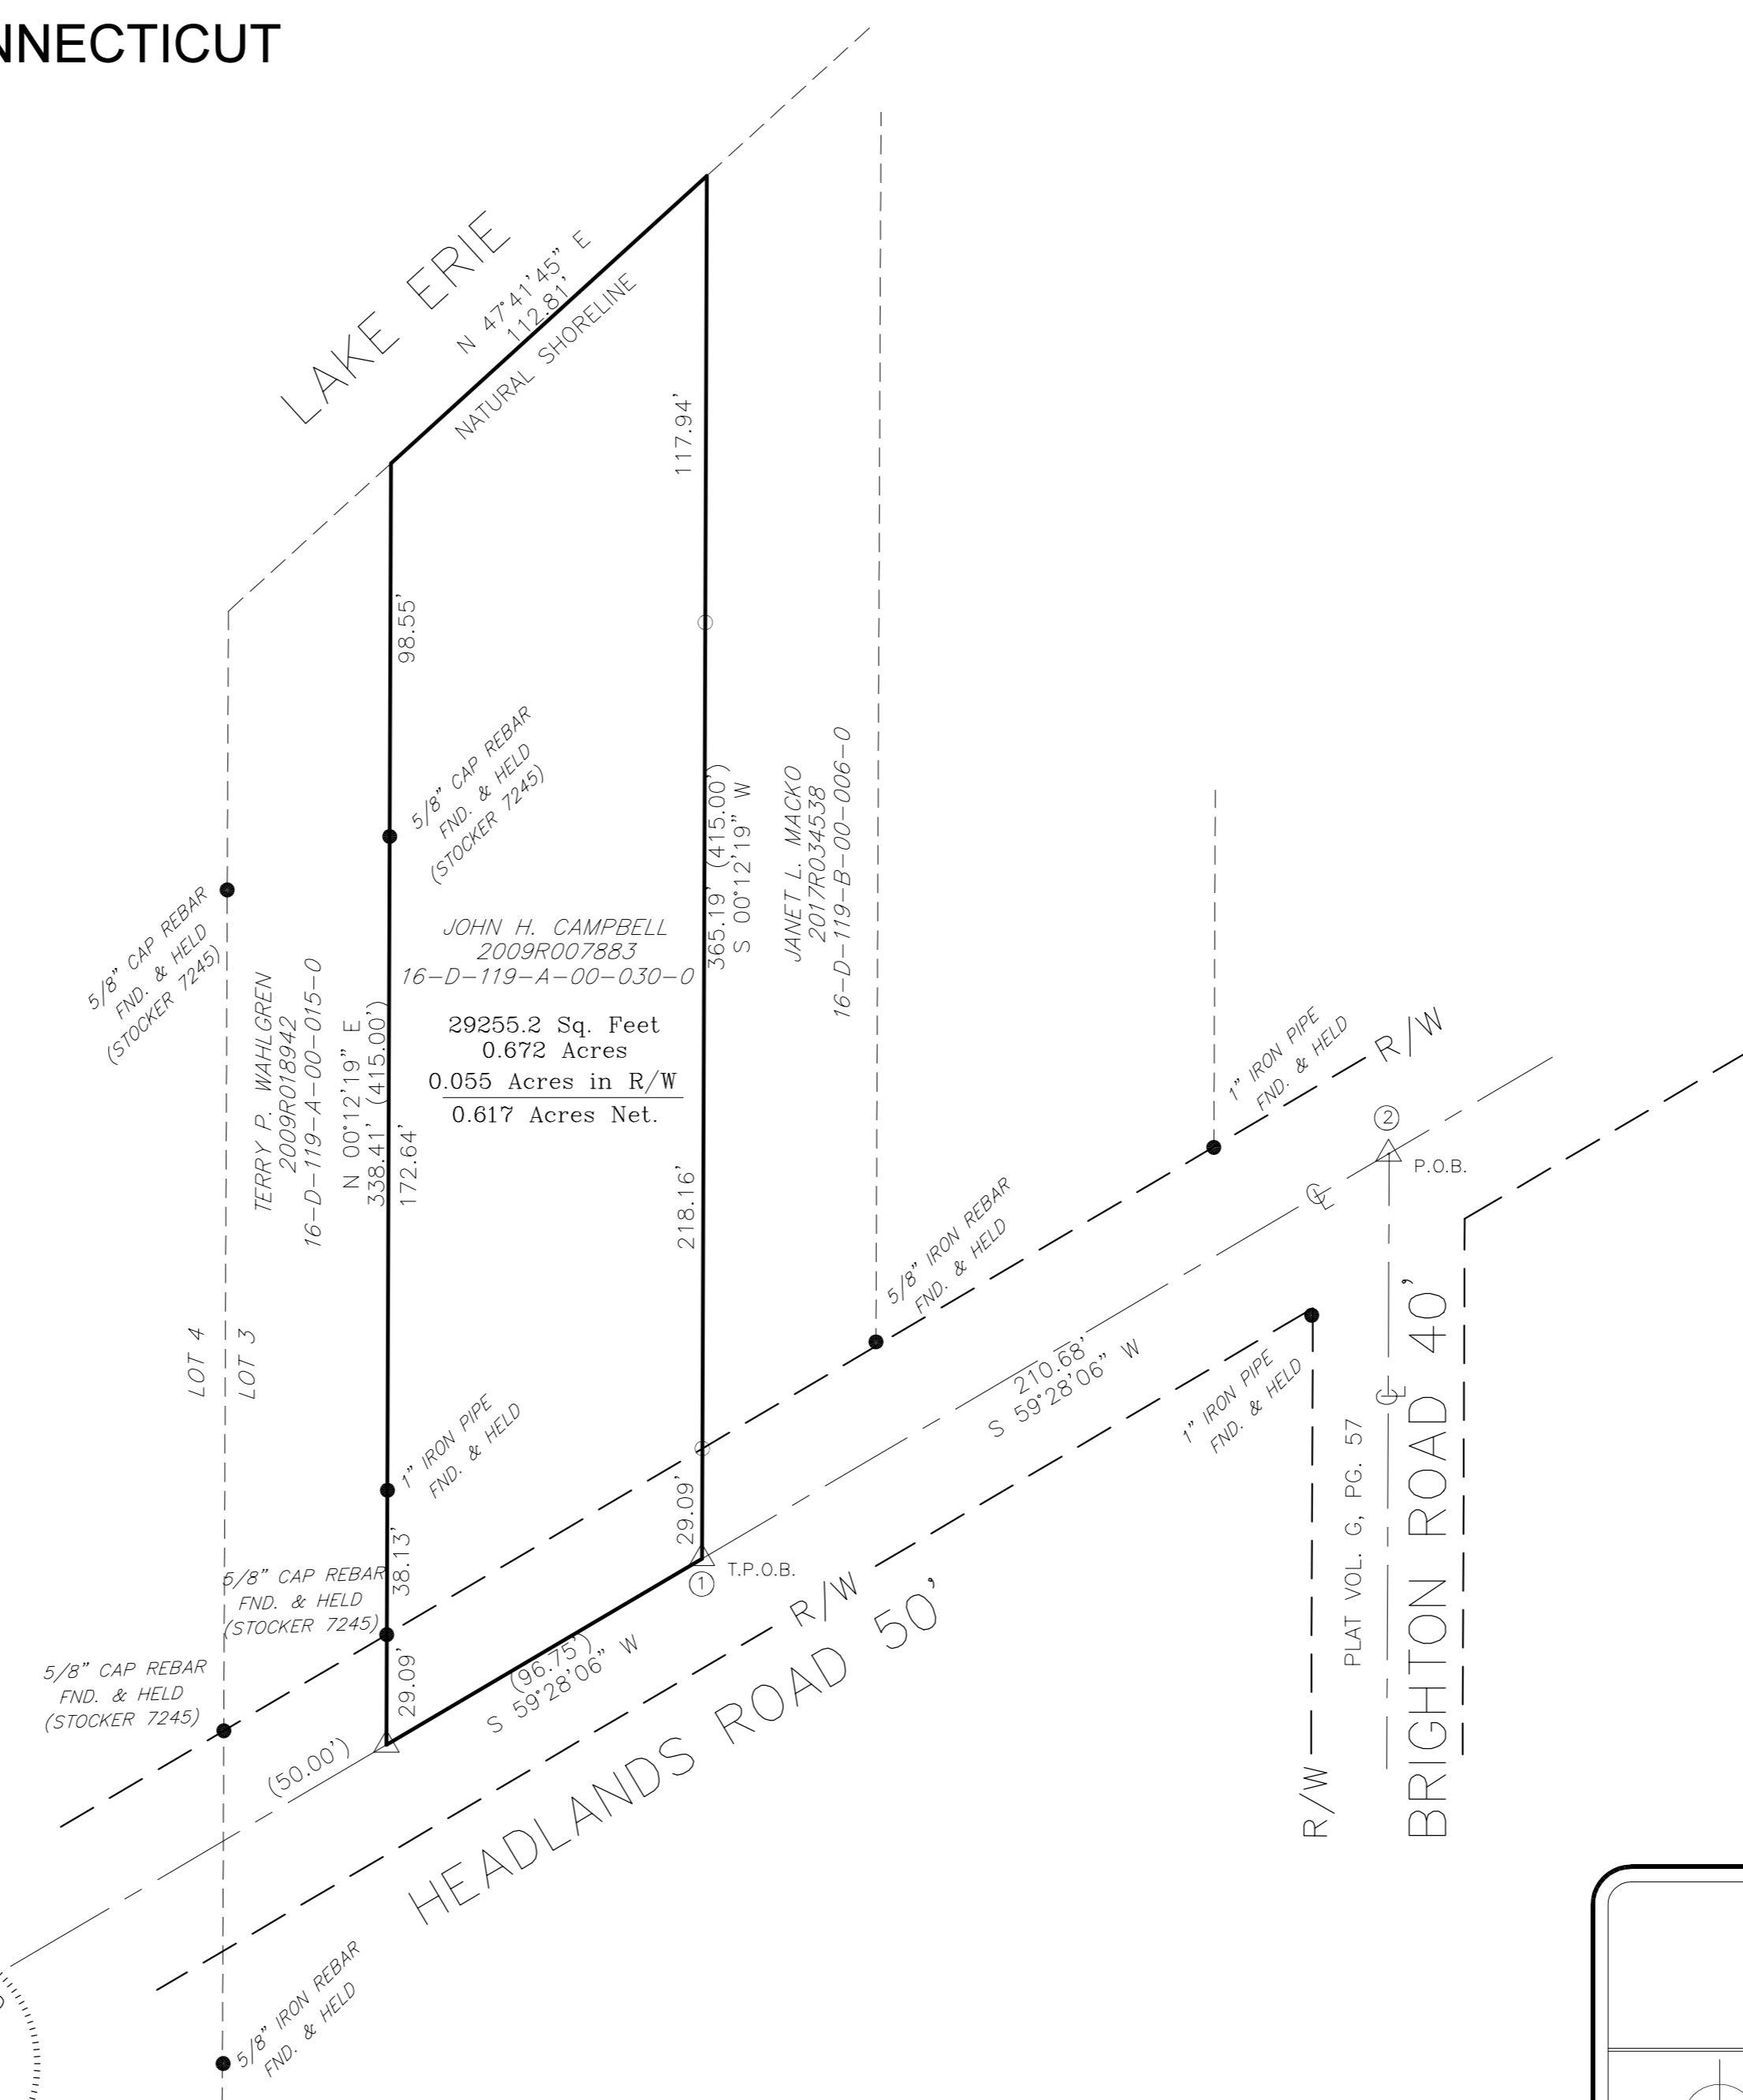 NNECTICUT
LAKE ERIE
N 47°41'45" E
112.81'
NATURAL SHORELINE
117.94'
98.55'
5/8" CAP REBAR
FND. & HELD
(STOCKER 7245)
365.19' (415.00')
S 00°12'19" W
JANET L. MACKO
2017R034538
16-D-119-B-00-006-0
5/8" CAP REBAR
FND. & HELD
(STOCKER 7245)
JOHN H. CAMPBELL
2009R007883
16-D-119-A-00-030-0
29255.2 Sq. Feet
0.672 Acres
0.055 Acres in R/W
0.617 Acres Net.
TERRY P. WAHLGREN
2009R018942
16-D-119-A-00-015-0
N 00°12'19" E
338.41' (415.00')
172.64'
218.16'
1" IRON PIPE
FND. & HELD
R/W
2
P.O.B.
℄
5/8" IRON REBAR
FND. & HELD
LOT 4
LOT 3
210.68'
S 59°28'06" W
1" IRON PIPE
FND. & HELD
1" IRON PIPE
FND. & HELD
℄
PLAT VOL. G, PG. 57
BRIGHTON ROAD 40'
R/W
38.13'
29.09'
T.P.O.B.
1
5/8" CAP REBAR
FND. & HELD
(STOCKER 7245)
5/8" CAP REBAR
FND. & HELD
(STOCKER 7245)
29.09'
(96.75')
S 59°28'06" W
R/W
HEADLANDS ROAD 50'
(50.00')
5/8" IRON REBAR
FND. & HELD